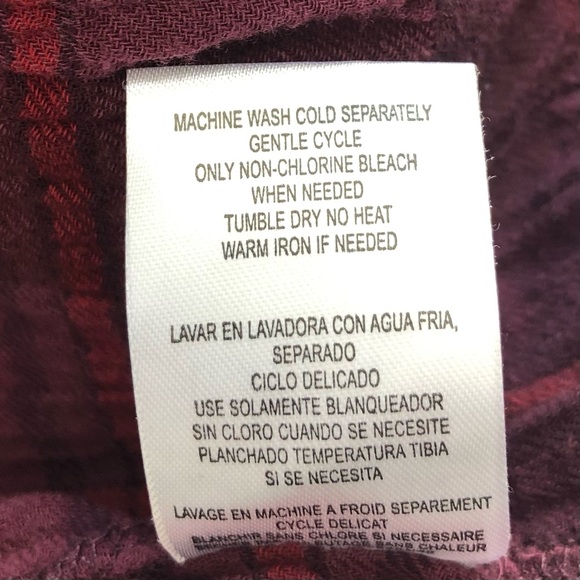 MACHINE WASH COLD SEPARATELY
GENTLE CYCLE
ONLY NON-CHLORINE BLEACH
WHEN NEEDED
TUMBLE DRY NO HEAT
WARM IRON IF NEEDED
LAVAR EN LAVADORA CON AGUA FRIA,
SEPARADO
CICLO DELICADO
USE SOLAMENTE BLANQUEADOR
SIN CLORO CUANDO SE NECESITE
PLANCHADO TEMPERATURA TIBIA
SI SE NECESITA
LAVAGE EN MACHINE A FROID SEPAREMENT
CYCLE DELICAT
BLANCHIR SANS CHLORE SI NECESSAIRE
SANS CHALEUR